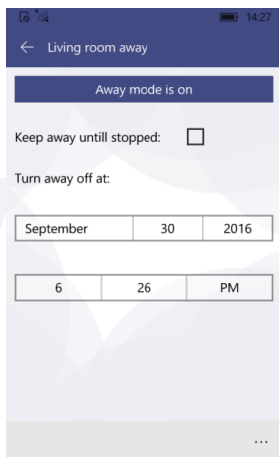 14:27
Living room away
Away mode is on
Keep away untill stopped:
Turn away off at:
September 30 2016
6 26 PM